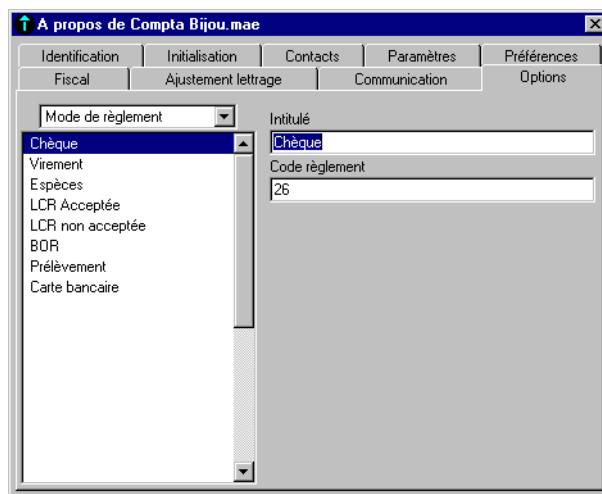 A propos de Compta Bijou.mae
Identification Initialisation Contacts Paramètres Préférences
Fiscal Ajustement lettrage Communication Options
Mode de règlement
Chèque
Virement
Espèces
LCR Acceptée
LCR non acceptée
BOR
Prélèvement
Carte bancaire
Intitulé
Chèque
Code règlement
26